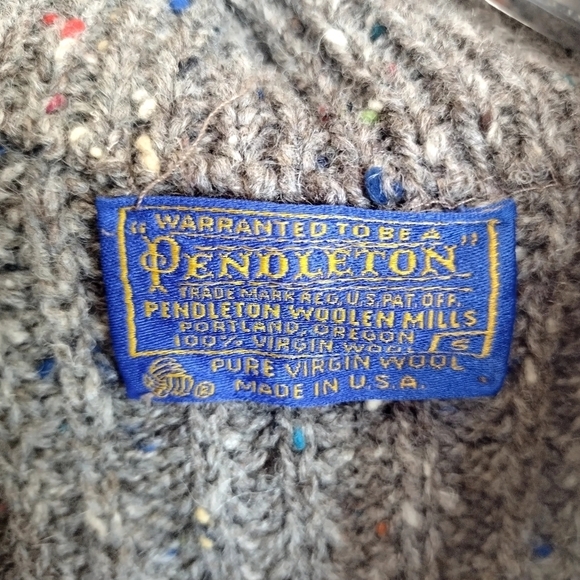 "WARRANTED TO BE A"
PENDLETON
TRADE MARK REG. U.S. PAT. OFF.
PENDLETON WOOLEN MILLS
PORTLAND, OREGON
100% VIRGIN WOOL S
PURE VIRGIN WOOL
® MADE IN U.S.A.